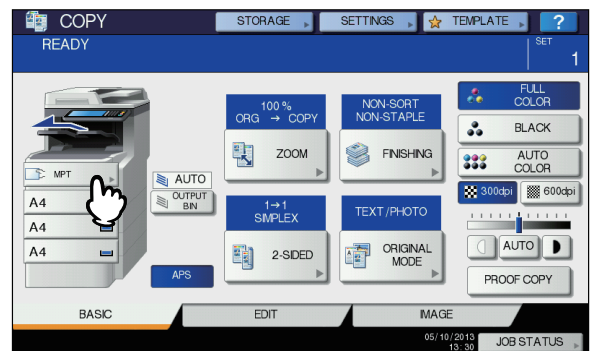 COPY
STORAGE
SETTINGS
TEMPLATE
?
READY
SET
1
MPT
A4
A4
A4
AUTO
OUTPUT
BIN
APS
100 %
ORG → COPY
ZOOM
NON-SORT
NON-STAPLE
FINISHING
1→1
SIMPLEX
2-SIDED
TEXT/PHOTO
ORIGINAL
MODE
FULL
COLOR
BLACK
AUTO
COLOR
300dpi
600dpi
AUTO
PROOF COPY
BASIC
EDIT
IMAGE
05/10/2013
13:30
JOB STATUS